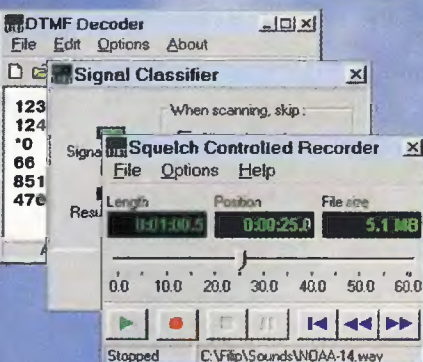 DTMF Decoder
File Edit Options About
123
124
*0
66
851
Signal Classifier
When scanning, skip:
Squelch Controlled Recorder
File Options Help
Length Position File size
0:01:00.5 0:00:25.0 5.1 MB
0.0 10.0 20.0 30.0 40.0 50.0 60.0
Stopped C:\Filip\Sounds\NOAA-14.wav